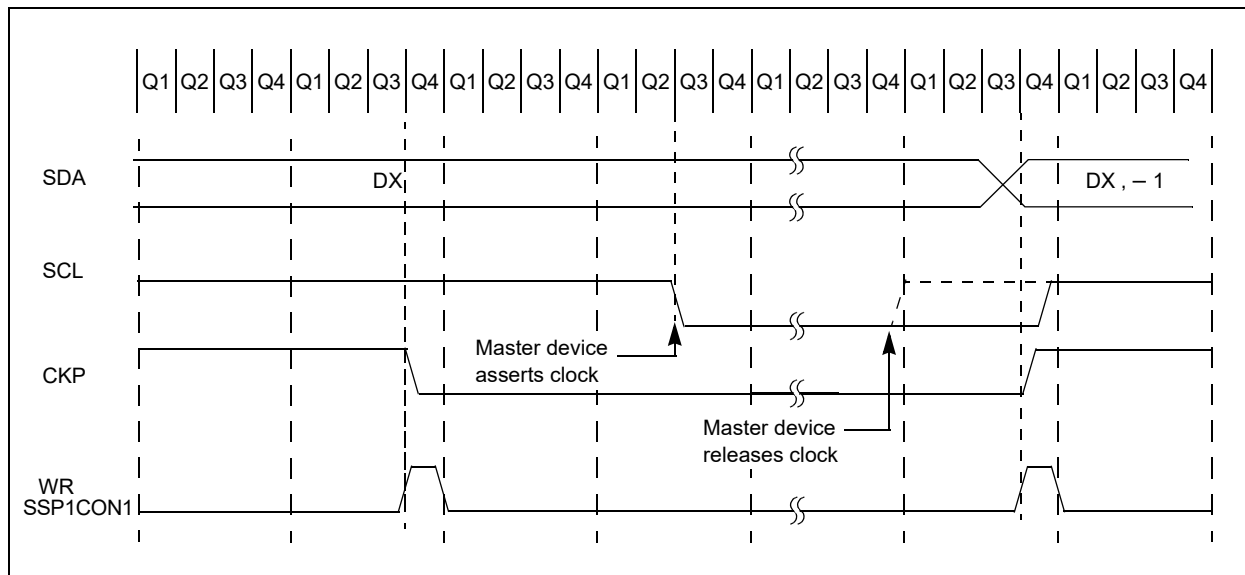 Q1 Q2 Q3 Q4 Q1 Q2 Q3 Q4 Q1 Q2 Q3 Q4 Q1 Q2 Q3 Q4 Q1 Q2 Q3 Q4 Q1 Q2 Q3 Q4 Q1 Q2 Q3 Q4
SDA
DX
DX , – 1
SCL
Master device
asserts clock
CKP
Master device
releases clock
WR
SSP1CON1